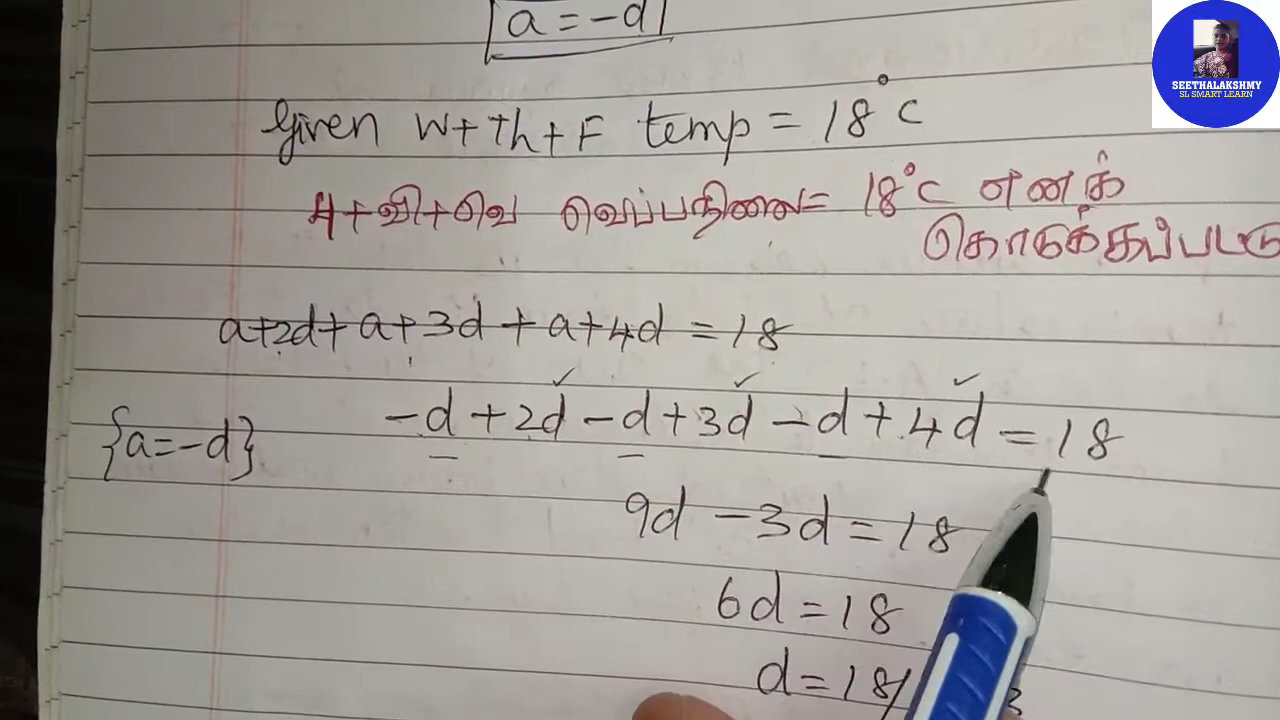 a = -d
Given W+Th+F temp = 18°C
பு+வி+வெ வெப்பநிலை = 18°C எனக்
கொடுக்கப்பட்டு
a+2d+a+3d+a+4d = 18
{a=-d} -d+2d-d+3d-d+4d = 18
9d - 3d = 18
6d = 18
d = 18/
SEETHALAKSHMY
SL SMART LEARN